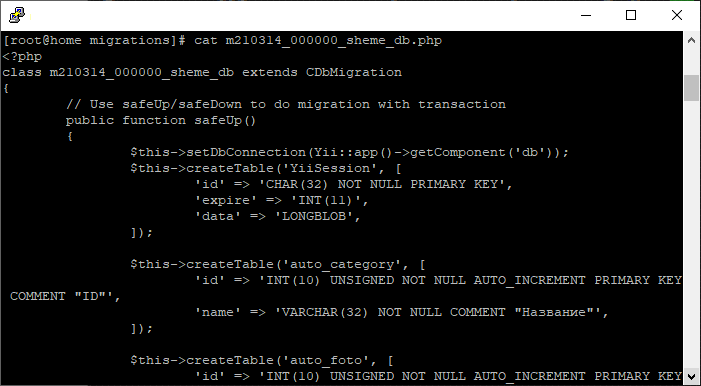 [root@home migrations]# cat m210314_000000_sheme_db.php
<?php
class m210314_000000_sheme_db extends CDbMigration
{
        // Use safeUp/safeDown to do migration with transaction
        public function safeUp()
        {
                $this->setDbConnection(Yii::app()->getComponent('db'));
                $this->createTable('YiiSession', [
                        'id' => 'CHAR(32) NOT NULL PRIMARY KEY',
                        'expire' => 'INT(11)',
                        'data' => 'LONGBLOB',
                ]);

                $this->createTable('auto_category', [
                        'id' => 'INT(10) UNSIGNED NOT NULL AUTO_INCREMENT PRIMARY KEY
 COMMENT "ID"',
                        'name' => 'VARCHAR(32) NOT NULL COMMENT "Название"',
                ]);

                $this->createTable('auto_foto', [
                        'id' => 'INT(10) UNSIGNED NOT NULL AUTO_INCREMENT PRIMARY KEY